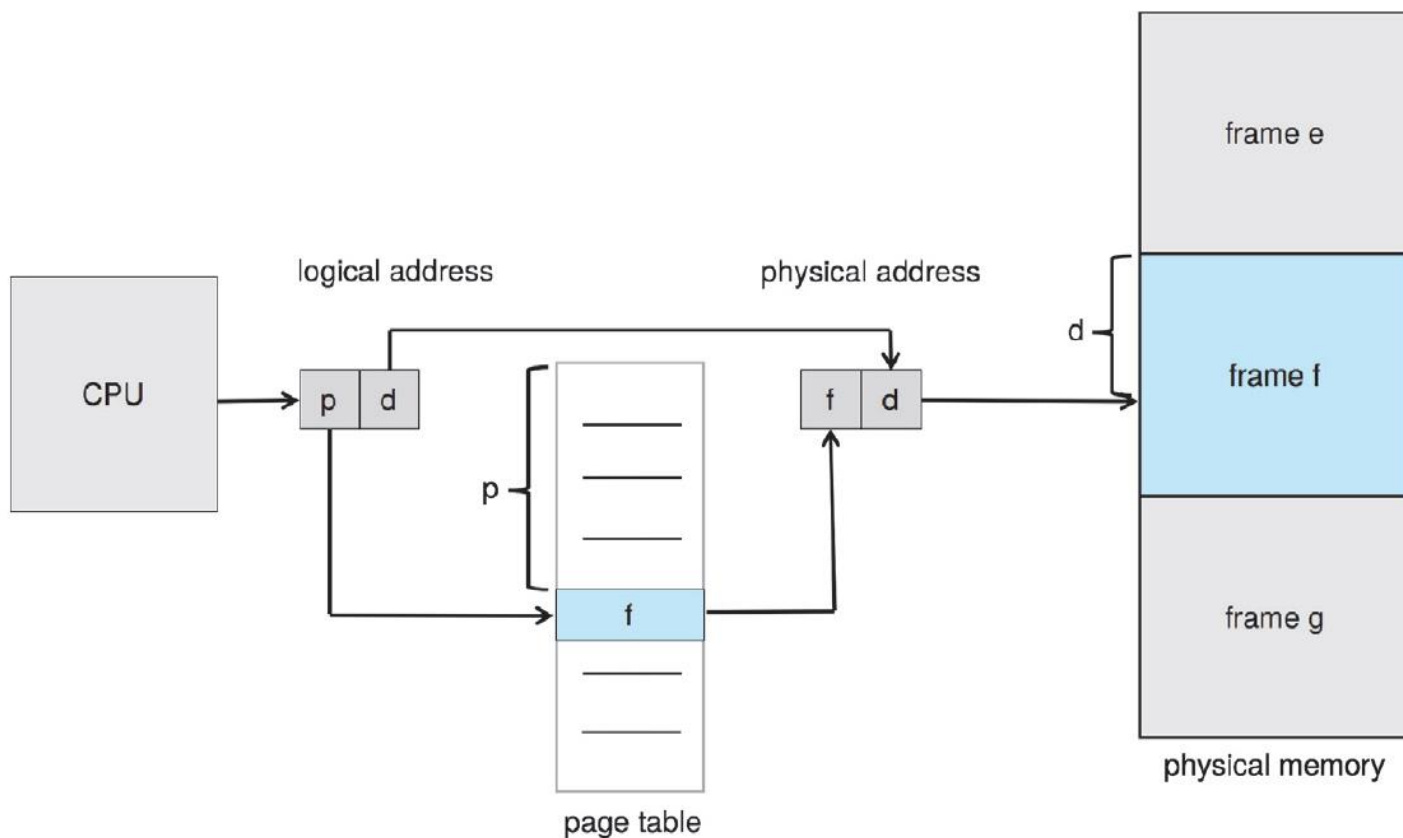 frame e
logical address
physical address
d
frame f
CPU
p d
f d
p
f
frame g
physical memory
page table